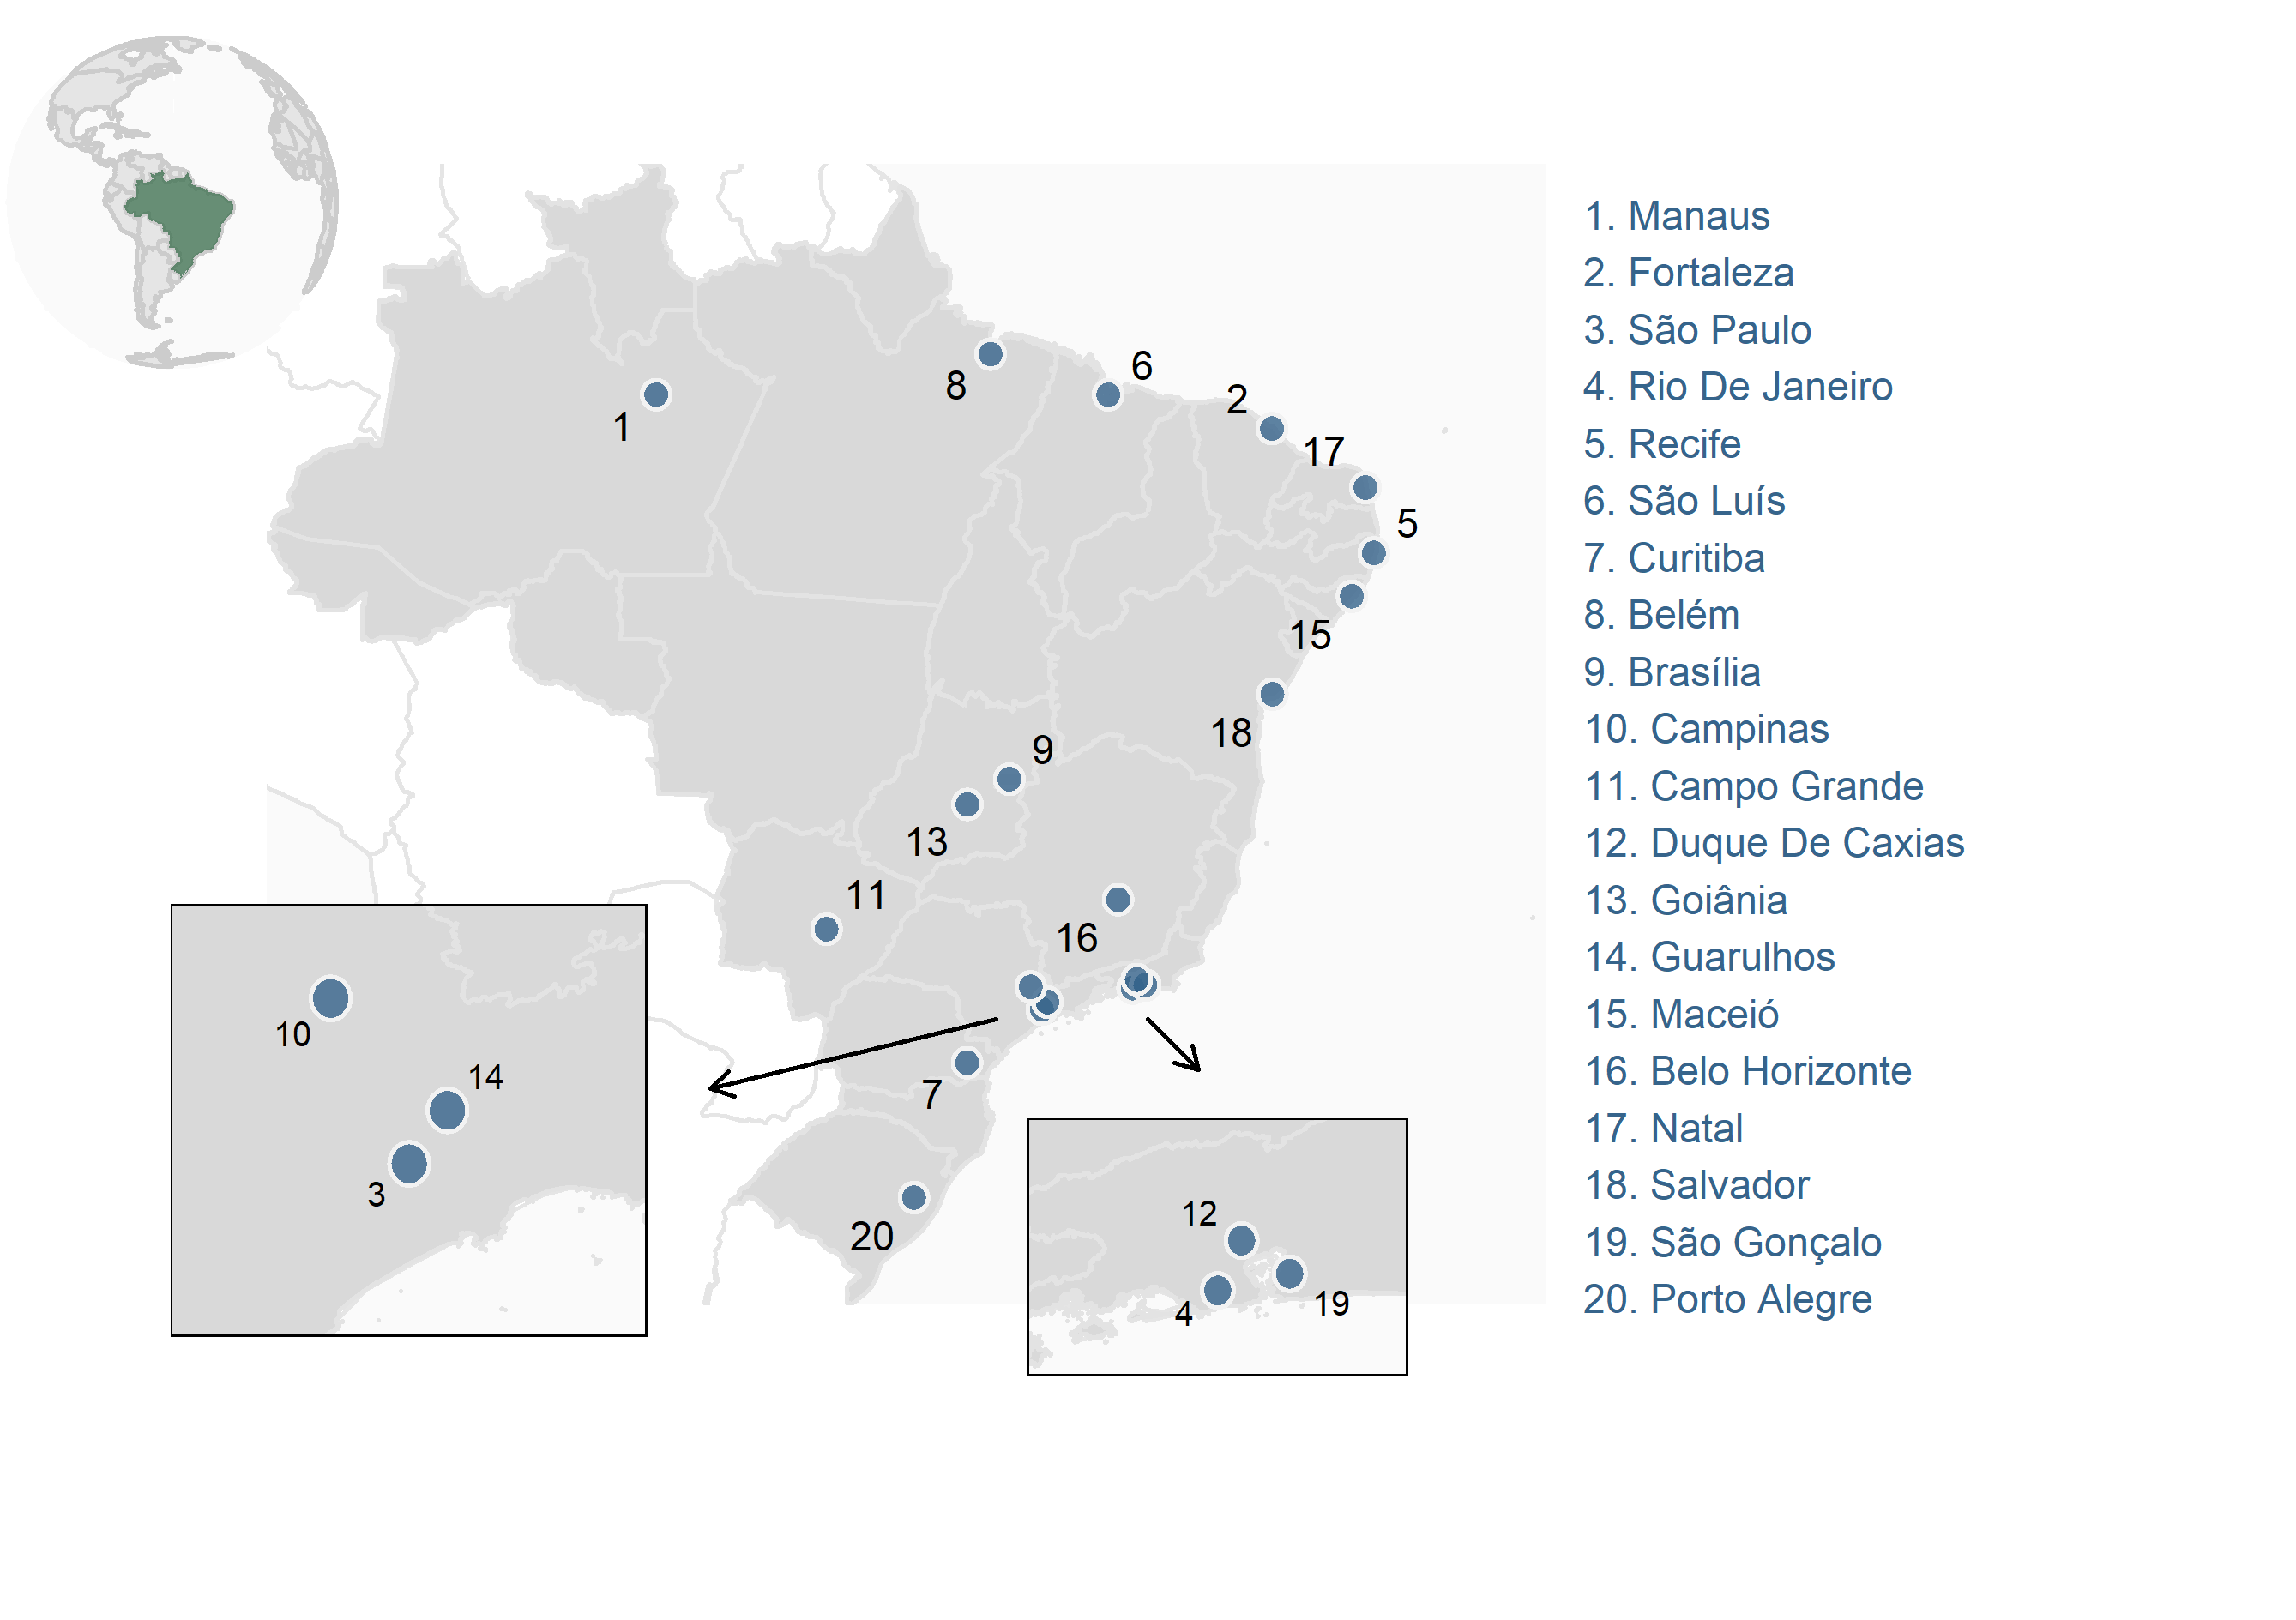 1. Manaus
2. Fortaleza
3. São Paulo
4. Rio De Janeiro
5. Recife
6. São Luís
7. Curitiba
8. Belém
9. Brasília
10. Campinas
11. Campo Grande
12. Duque De Caxias
13. Goiânia
14. Guarulhos
15. Maceió
16. Belo Horizonte
17. Natal
18. Salvador
19. São Gonçalo
20. Porto Alegre
6
8
2
1
17
5
15
18
9
13
11
16
7
20
10
14
3
12
4
19